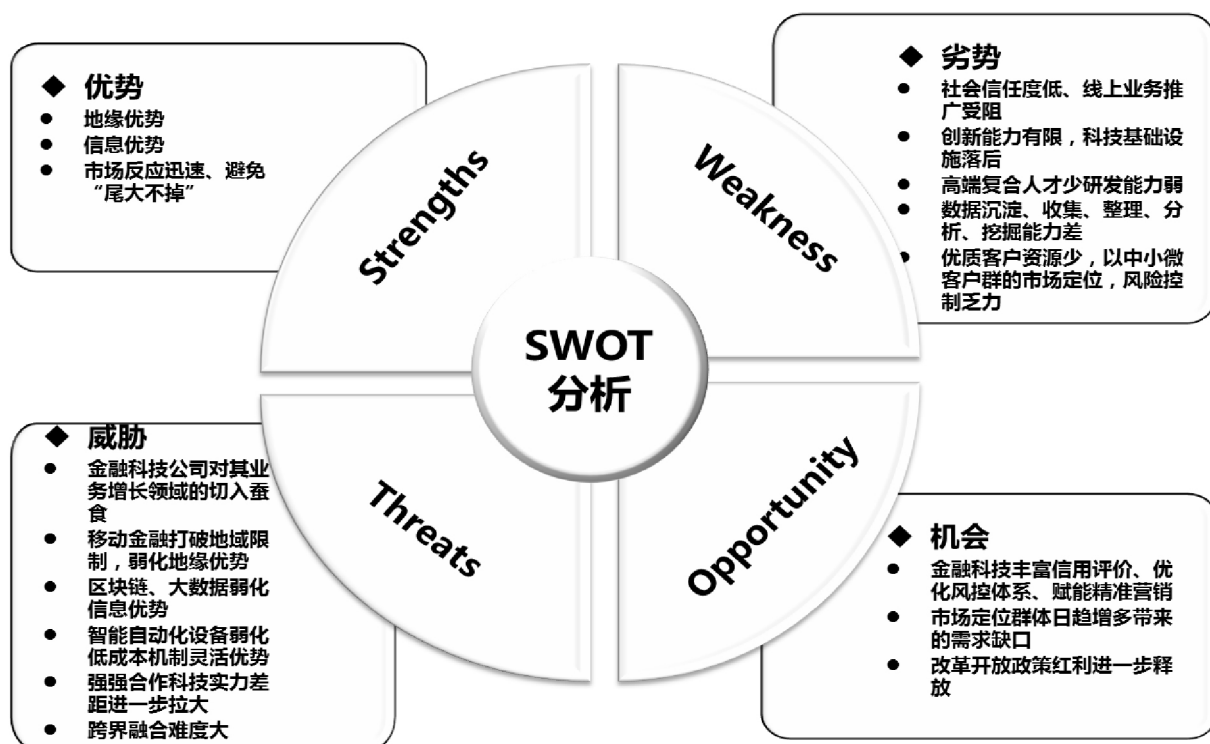 ◆ 优势
● 地缘优势
● 信息优势
● 市场反应迅速、避免
“尾大不掉”
◆ 劣势
● 社会信任度低、线上业务推
广受阻
● 创新能力有限，科技基础设
施落后
● 高端复合人才少研发能力弱
● 数据沉淀、收集、整理、分
析、挖掘能力差
● 优质客户资源少，以中小微
客户群的市场定位，风险控
制乏力
Strengths
Weakness
SWOT
分析
Threats
Opportunity
◆ 威胁
● 金融科技公司对其业
务增长领域的切入蚕
食
● 移动金融打破地域限
制，弱化地缘优势
● 区块链、大数据弱化
信息优势
● 智能自动化设备弱化
低成本机制灵活优势
● 强强合作科技实力差
距进一步拉大
● 跨界融合难度大
◆ 机会
● 金融科技丰富信用评价、优
化风控体系、赋能精准营销
● 市场定位群体日趋增多带来
的需求缺口
● 改革开放政策红利进一步释
放